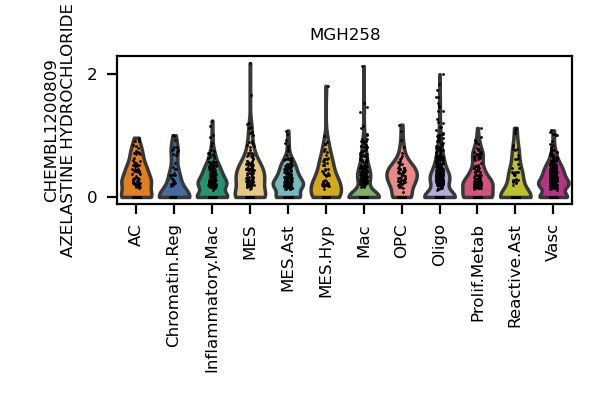 MGH258
CHEMBL1200809
AZELASTINE HYDROCHLORIDE
2
0
AC
Chromatin.Reg
Inflammatory.Mac
MES
MES.Ast
MES.Hyp
Mac
OPC
Oligo
Prolif.Metab
Reactive.Ast
Vasc